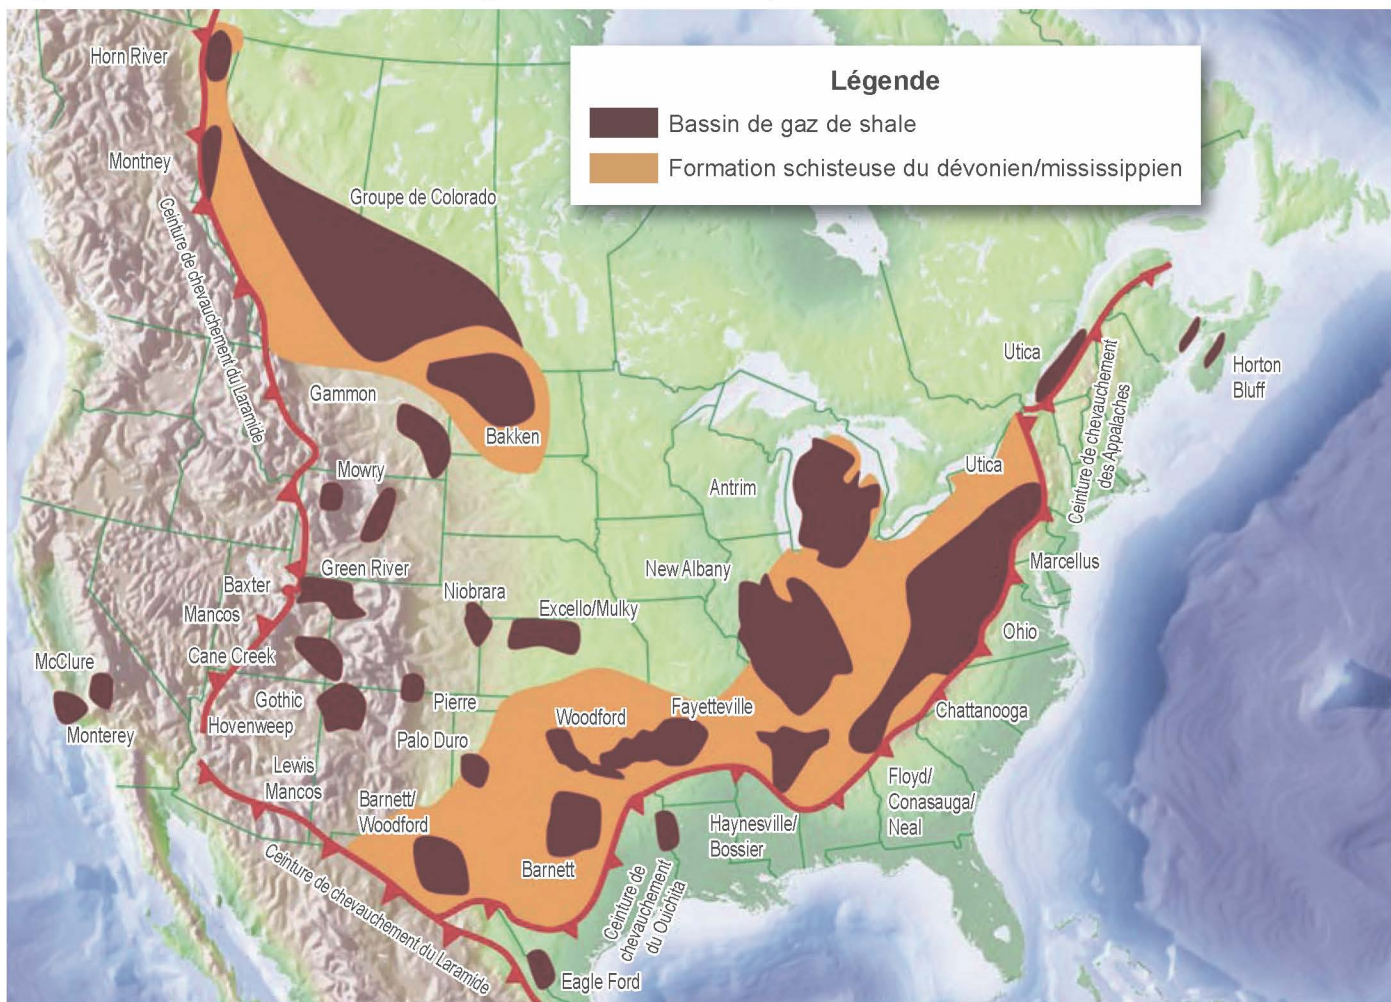 Légende
Bassin de gaz de shale
Formation schisteuse du dévonien/mississippien
Horn River
Montney
Groupe de Colorado
Ceinture de chevauchement du Laramide
Gammon
Bakken
Mowry
Utica
Horton
Bluff
Ceinture de chevauchement
des Appalaches
Utica
Antrim
New Albany
Marcellus
Baxter
Green River
Mancos
Niobrara
Excello/Mulky
Ohio
Cane Creek
McClure
Gothic
Pierre
Monterey
Hovenweep
Woodford
Fayetteville
Chattanooga
Palo Duro
Lewis
Mancos
Barnett/
Woodford
Floyd/
Conasauga/
Neal
Haynesville/
Bossier
Barnett
Ceinture de
chevauchement
du Ouichita
Ceinture de chevauchement du Laramide
Eagle Ford